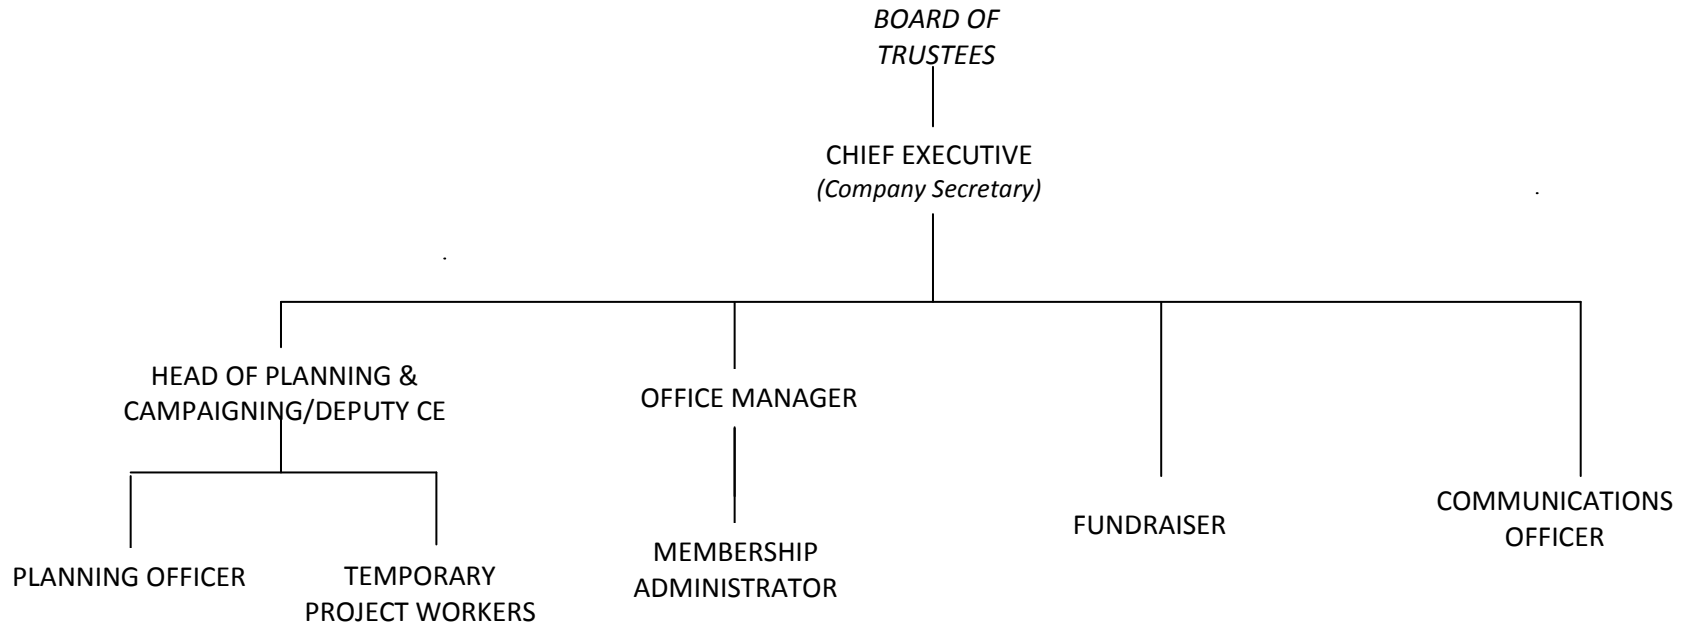 BOARD OF
TRUSTEES
CHIEF EXECUTIVE
(Company Secretary)
HEAD OF PLANNING &
CAMPAIGNING/DEPUTY CE
OFFICE MANAGER
FUNDRAISER
COMMUNICATIONS
OFFICER
PLANNING OFFICER
TEMPORARY
PROJECT WORKERS
MEMBERSHIP
ADMINISTRATOR